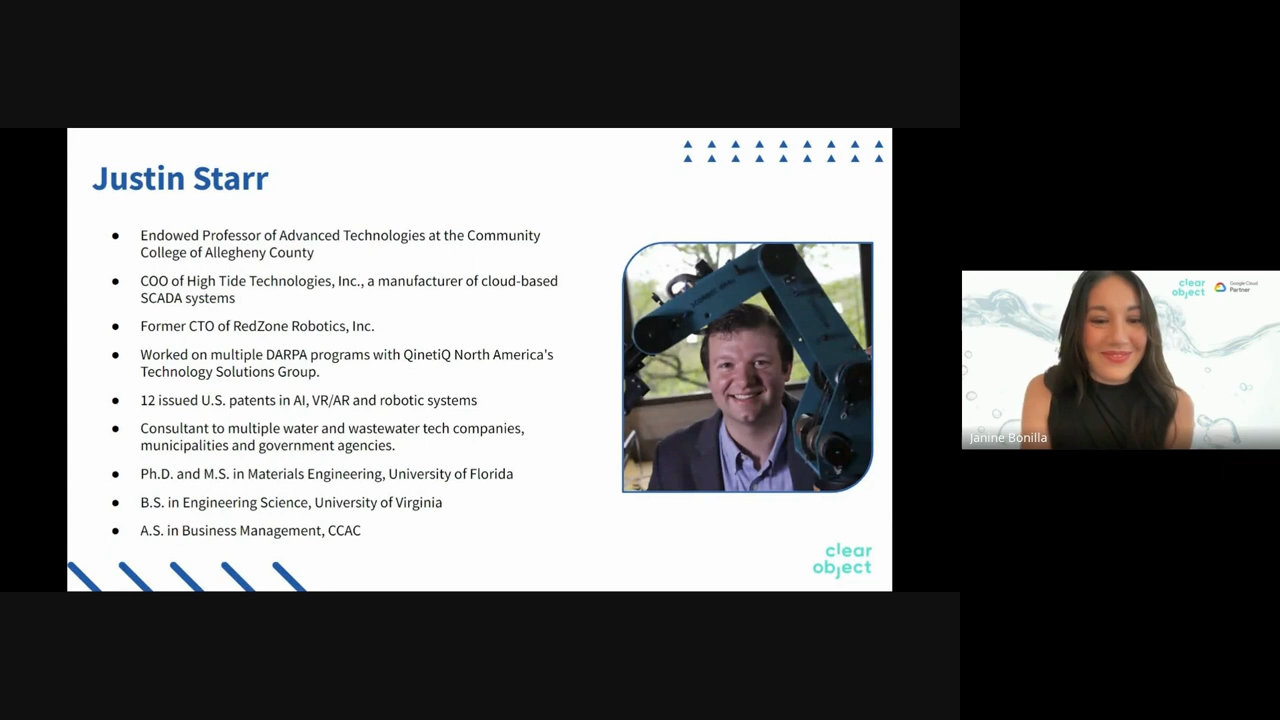 Justin Starr
● Endowed Professor of Advanced Technologies at the Community
College of Allegheny County
● COO of High Tide Technologies, Inc., a manufacturer of cloud-based
SCADA systems
● Former CTO of RedZone Robotics, Inc.
● Worked on multiple DARPA programs with QinetiQ North America's
Technology Solutions Group.
● 12 issued U.S. patents in AI, VR/AR and robotic systems
● Consultant to multiple water and wastewater tech companies,
municipalities and government agencies.
● Ph.D. and M.S. in Materials Engineering, University of Florida
● B.S. in Engineering Science, University of Virginia
● A.S. in Business Management, CCAC
clear
object
clear
object
Google Cloud
Partner
Janine Bonilla